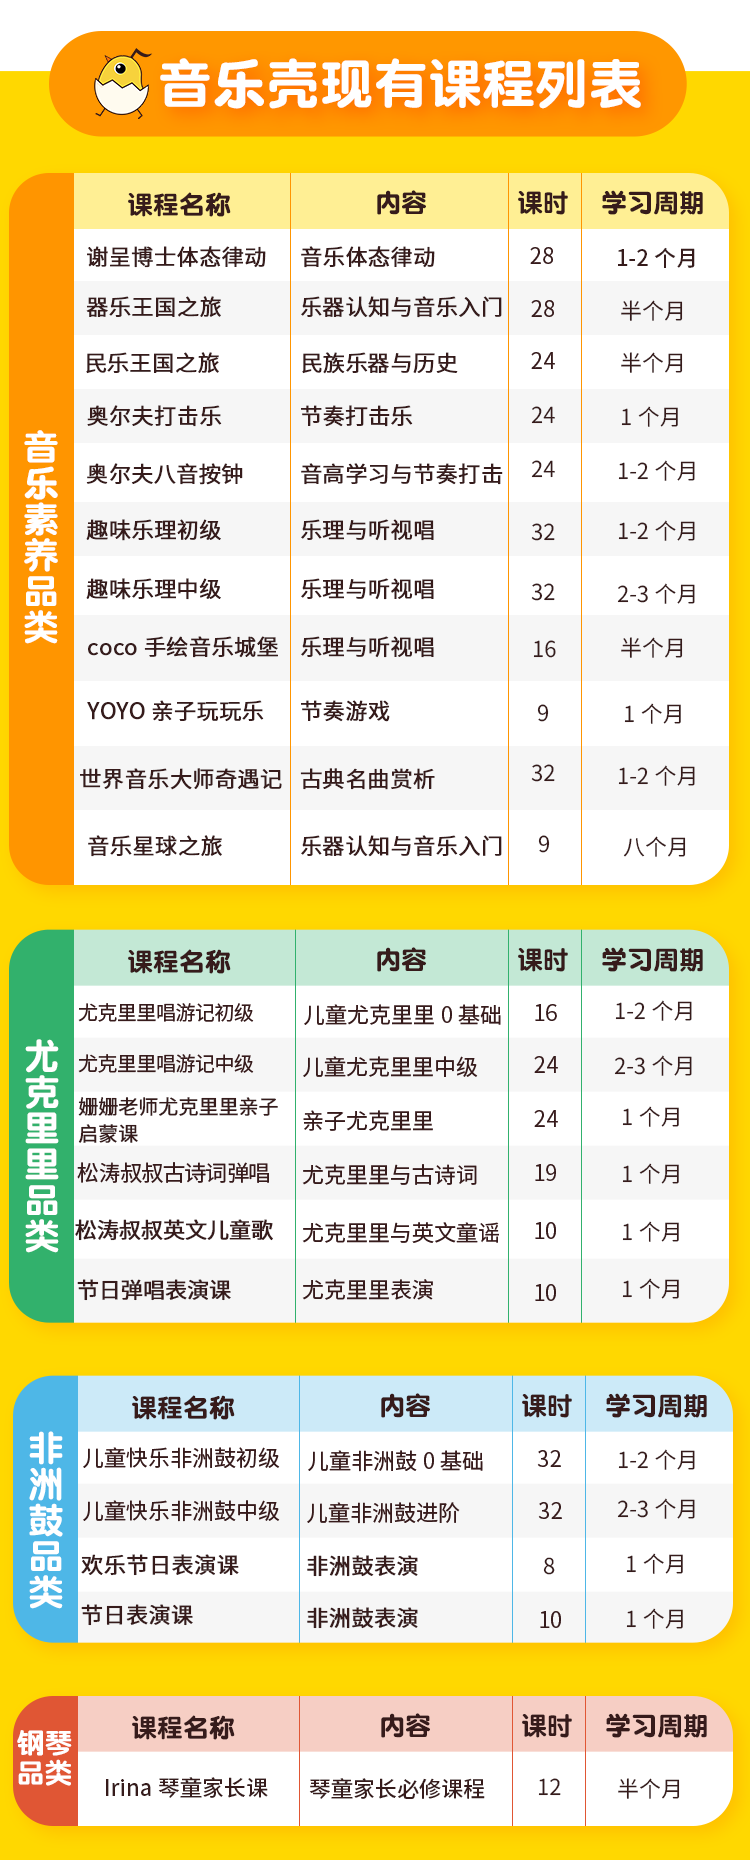 音乐壳现有课程列表
音乐素养品类
课程名称 内容 课时 学习周期
谢呈博士体态律动 音乐体态律动 28 1-2 个月
器乐王国之旅 乐器认知与音乐入门 28 半个月
民乐王国之旅 民族乐器与历史 24 半个月
奥尔夫打击乐 节奏打击乐 24 1 个月
奥尔夫八音按钟 音高学习与节奏打击 24 1-2 个月
趣味乐理初级 乐理与听视唱 32 1-2 个月
趣味乐理中级 乐理与听视唱 32 2-3 个月
coco 手绘音乐城堡 乐理与听视唱 16 半个月
YOYO 亲子玩玩乐 节奏游戏 9 1 个月
世界音乐大师奇遇记 古典名曲赏析 32 1-2 个月
音乐星球之旅 乐器认知与音乐入门 9 八个月
尤克里里品类
课程名称 内容 课时 学习周期
尤克里里唱游记初级 儿童尤克里里 0 基础 16 1-2 个月
尤克里里唱游记中级 儿童尤克里里中级 24 2-3 个月
姗姗老师尤克里里亲子
启蒙课 亲子尤克里里 24 1 个月
松涛叔叔古诗词弹唱 尤克里里与古诗词 19 1 个月
松涛叔叔英文儿童歌 尤克里里与英文童谣 10 1 个月
节日弹唱表演课 尤克里里表演 10 1 个月
非洲鼓品类
课程名称 内容 课时 学习周期
儿童快乐非洲鼓初级 儿童非洲鼓 0 基础 32 1-2 个月
儿童快乐非洲鼓中级 儿童非洲鼓进阶 32 2-3 个月
欢乐节日表演课 非洲鼓表演 8 1 个月
节日表演课 非洲鼓表演 10 1 个月
钢琴
品类
课程名称 内容 课时 学习周期
Irina 琴童家长课 琴童家长必修课程 12 半个月